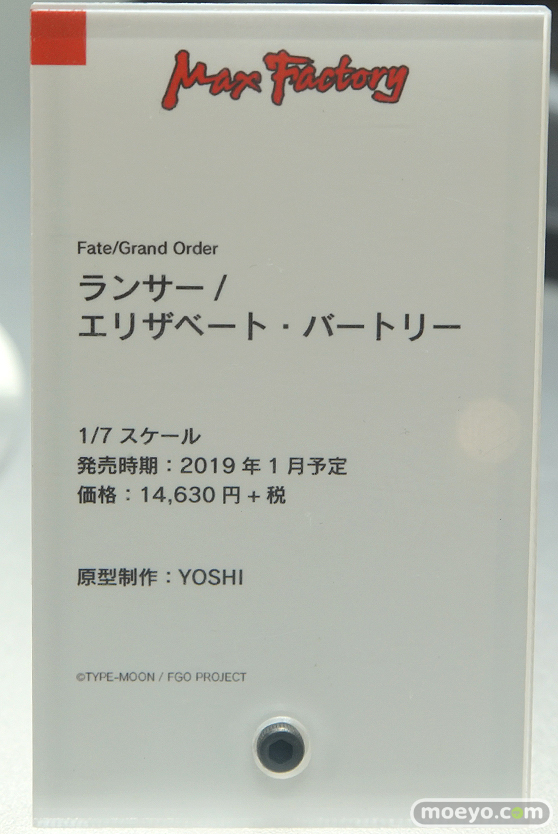 Max Factory
Fate/Grand Order
ランサー /
エリザベート・バートリー
1/7 スケール
発売時期：2019 年 1 月予定
価格：14,630 円 + 税
原型制作：YOSHI
©TYPE-MOON / FGO PROJECT
moeyo.com